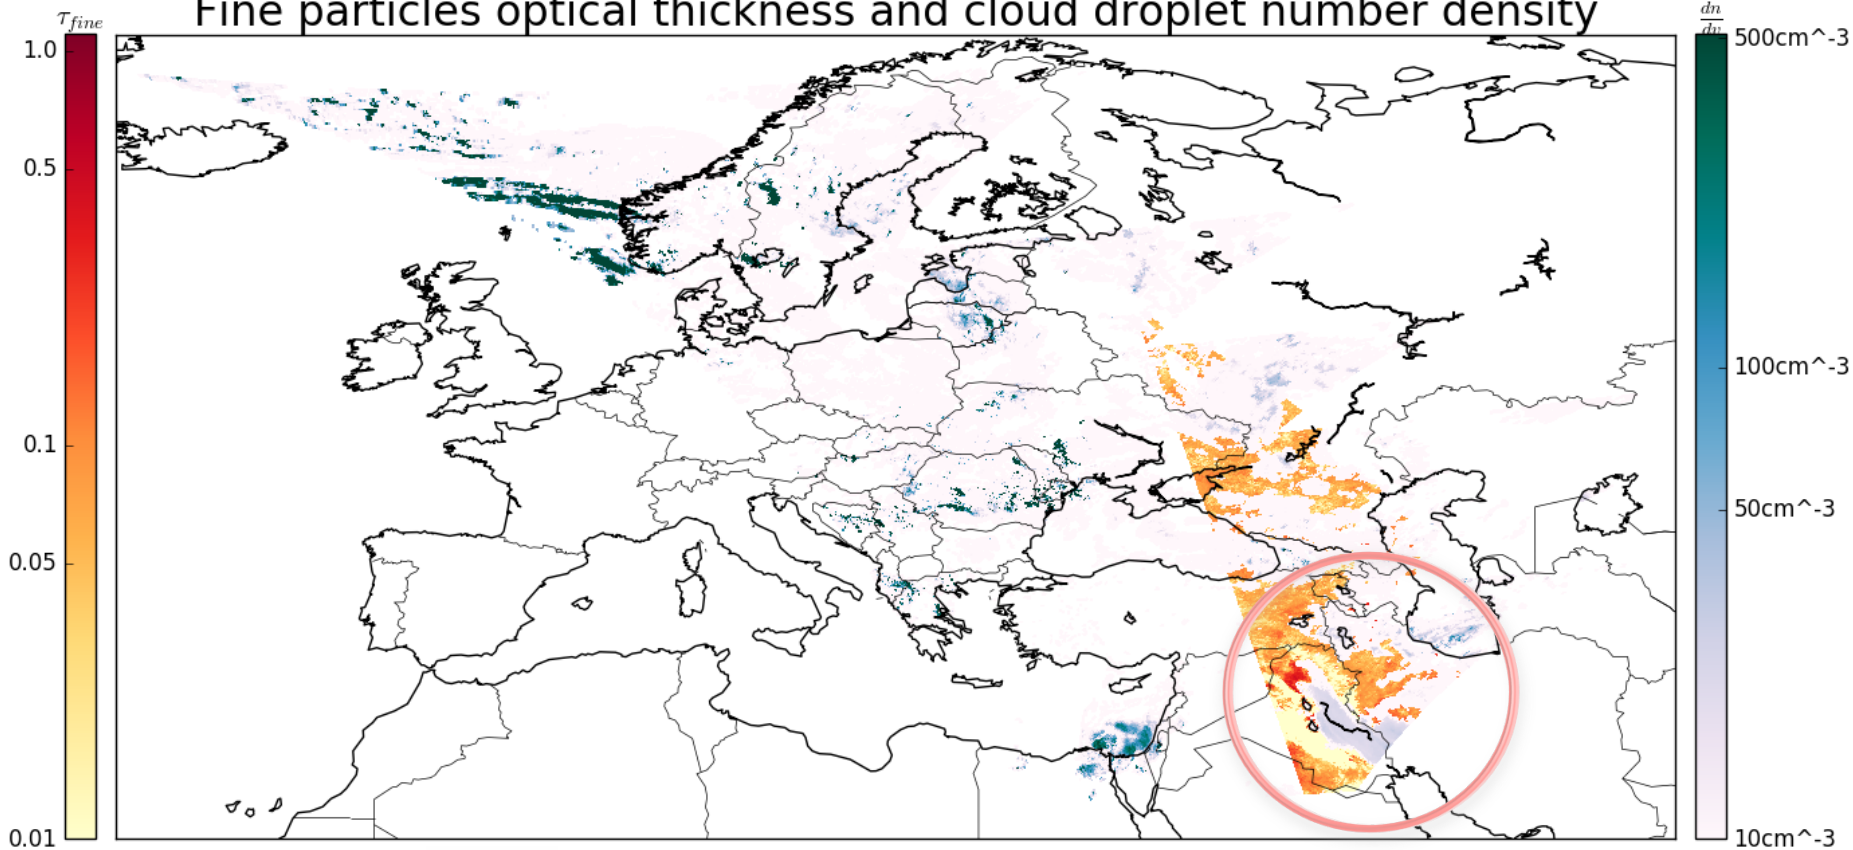 Fine particles optical thickness and cloud droplet number density
τ_fine
1.0
0.5
0.1
0.05
0.01
dn/dv
500cm^-3
100cm^-3
50cm^-3
10cm^-3